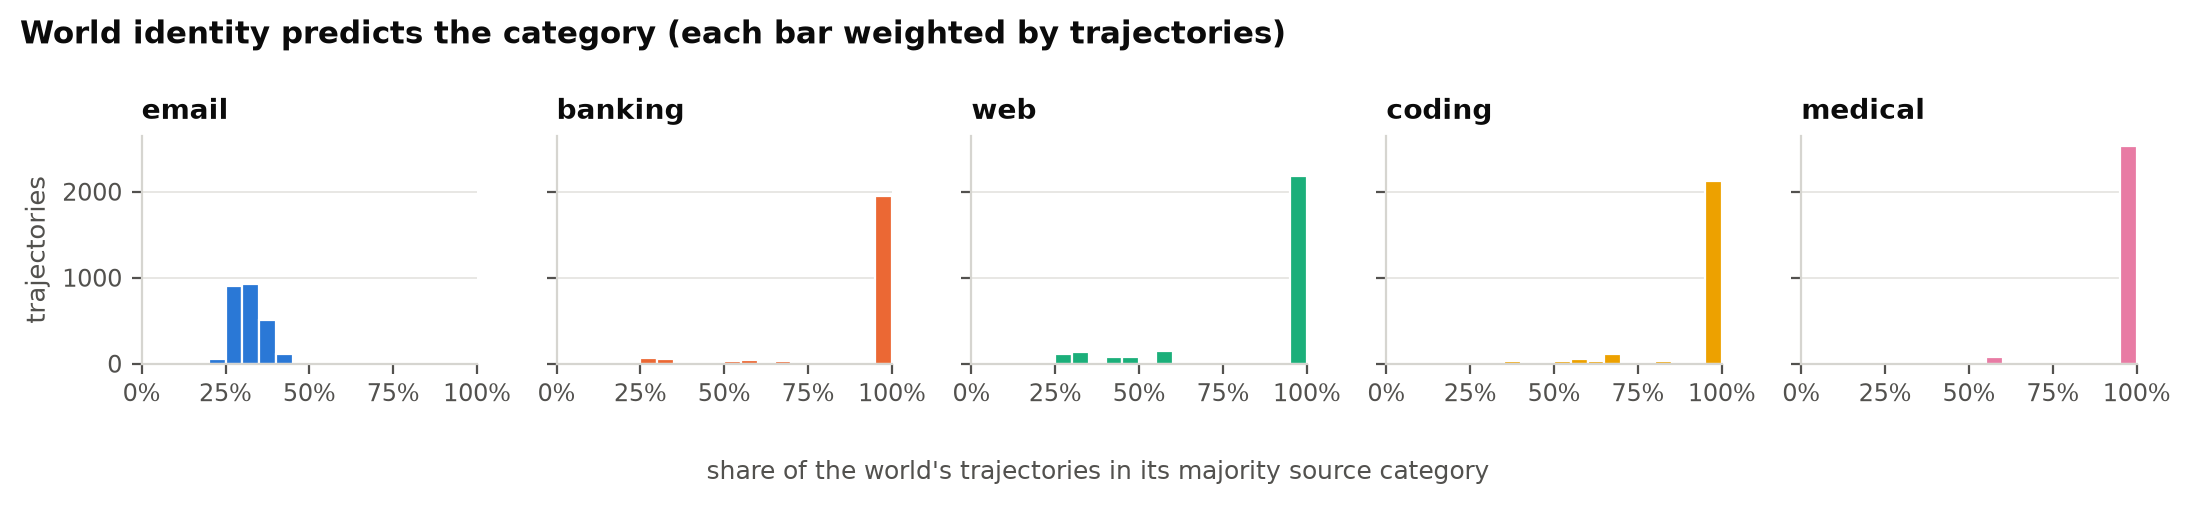 World identity predicts the category (each bar weighted by trajectories)
email
banking
web
coding
medical
trajectories
2000
1000
0
0% 25% 50% 75% 100%
0% 25% 50% 75% 100%
0% 25% 50% 75% 100%
0% 25% 50% 75% 100%
0% 25% 50% 75% 100%
share of the world's trajectories in its majority source category